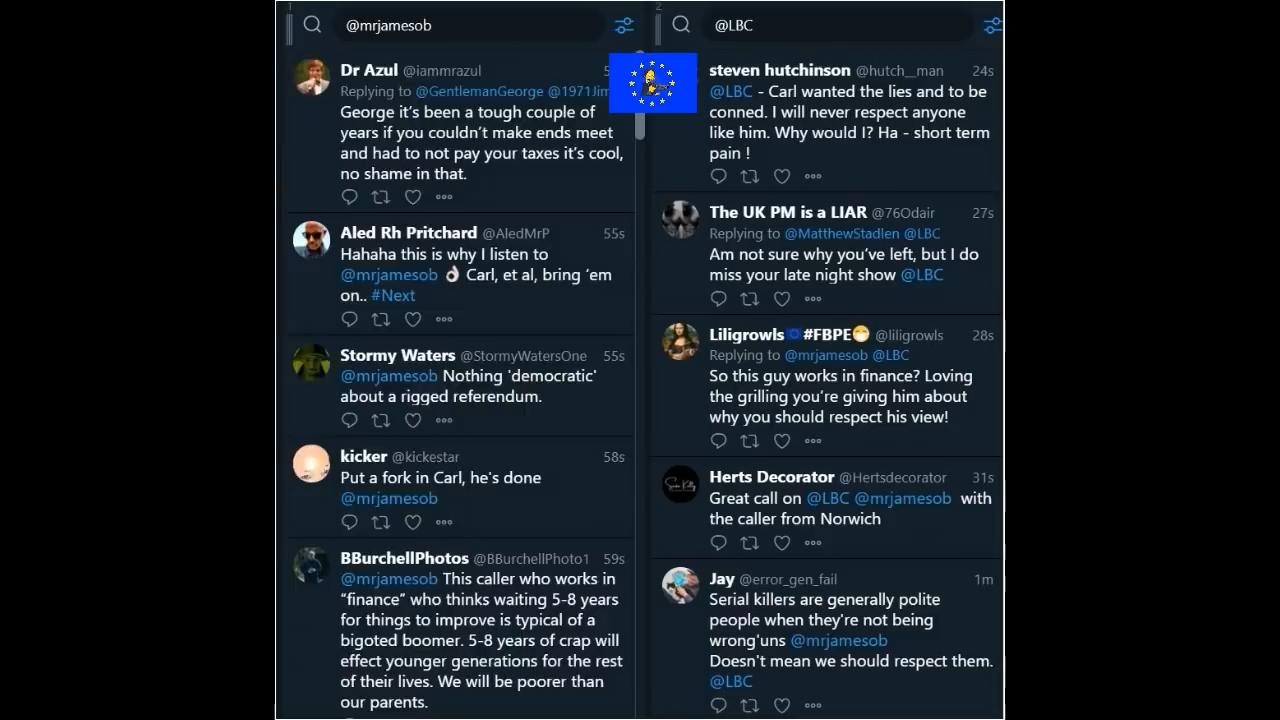 1
@mrjamesob
Dr Azul @iammrazul
Replying to @GentlemanGeorge @1971Jim
George it’s been a tough couple of
years if you couldn’t make ends meet
and had to not pay your taxes it’s cool,
no shame in that.
Aled Rh Pritchard @AledMrP 55s
Hahaha this is why I listen to
@mrjamesob 👌🏻 Carl, et al, bring ‘em
on.. #Next
Stormy Waters @StormyWatersOne 55s
@mrjamesob Nothing 'democratic'
about a rigged referendum.
kicker @kickestar 58s
Put a fork in Carl, he's done
@mrjamesob
BBurchellPhotos @BBurchellPhoto1 59s
@mrjamesob This caller who works in
“finance” who thinks waiting 5-8 years
for things to improve is typical of a
bigoted boomer. 5-8 years of crap will
effect younger generations for the rest
of their lives. We will be poorer than
our parents.
2
@LBC
steven hutchinson @hutch__man 24s
@LBC - Carl wanted the lies and to be
conned. I will never respect anyone
like him. Why would I? Ha - short term
pain !
The UK PM is a LIAR @76Odair 27s
Replying to @MatthewStadlen @LBC
Am not sure why you’ve left, but I do
miss your late night show @LBC
Liligrowls🇪🇺#FBPE😷 @liligrowls 28s
Replying to @mrjamesob @LBC
So this guy works in finance? Loving
the grilling you’re giving him about
why you should respect his view!
Herts Decorator @Hertsdecorator 31s
Great call on @LBC @mrjamesob with
the caller from Norwich
Jay @error_gen_fail 1m
Serial killers are generally polite
people when they're not being
wrong'uns @mrjamesob
Doesn't mean we should respect them.
@LBC